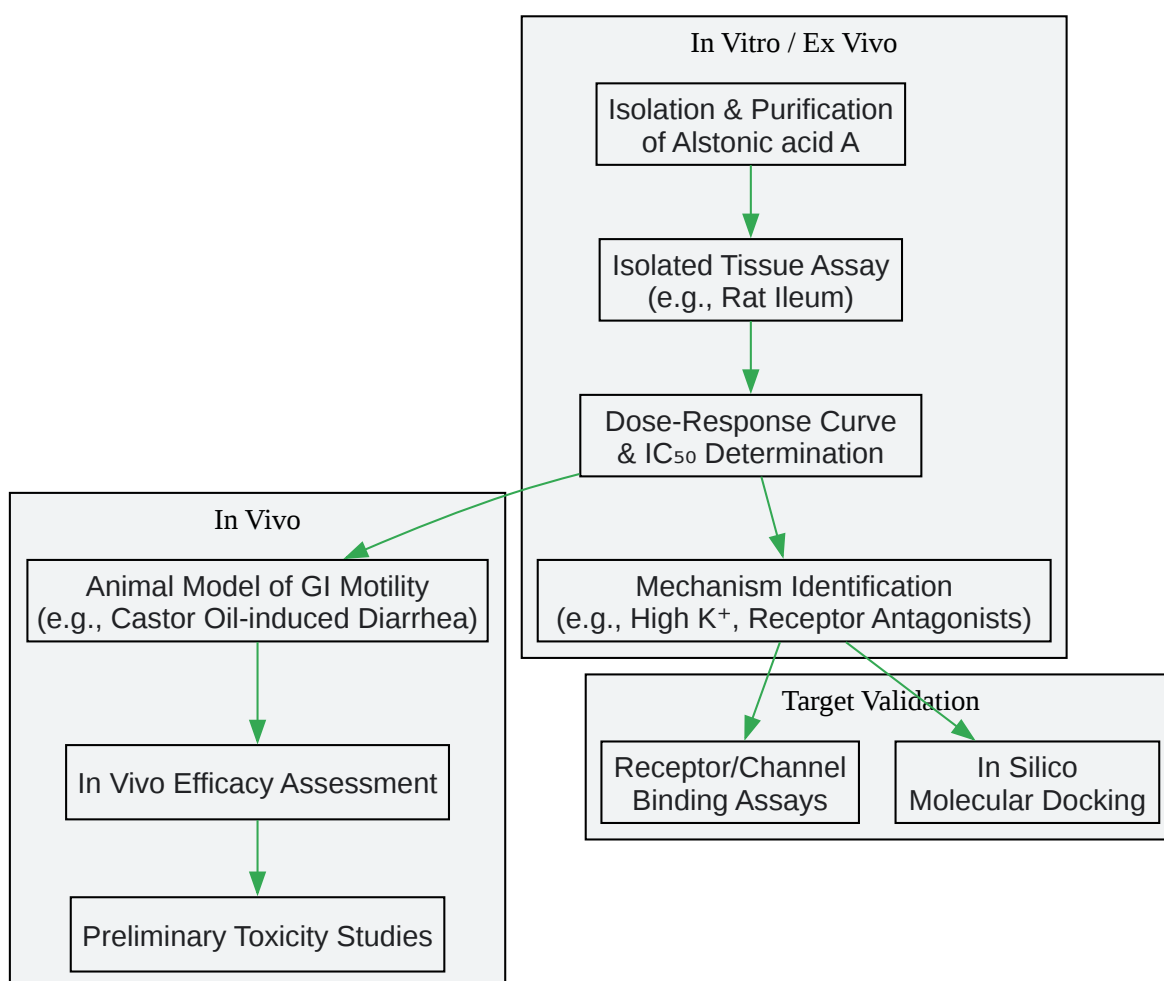 In Vitro / Ex Vivo
Isolation & Purification
of Alstonic acid A
Isolated Tissue Assay
(e.g., Rat Ileum)
Dose-Response Curve
& IC₅₀ Determination
Mechanism Identification
(e.g., High K⁺, Receptor Antagonists)
In Vivo
Animal Model of GI Motility
(e.g., Castor Oil-induced Diarrhea)
In Vivo Efficacy Assessment
Preliminary Toxicity Studies
Target Validation
Receptor/Channel
Binding Assays
In Silico
Molecular Docking